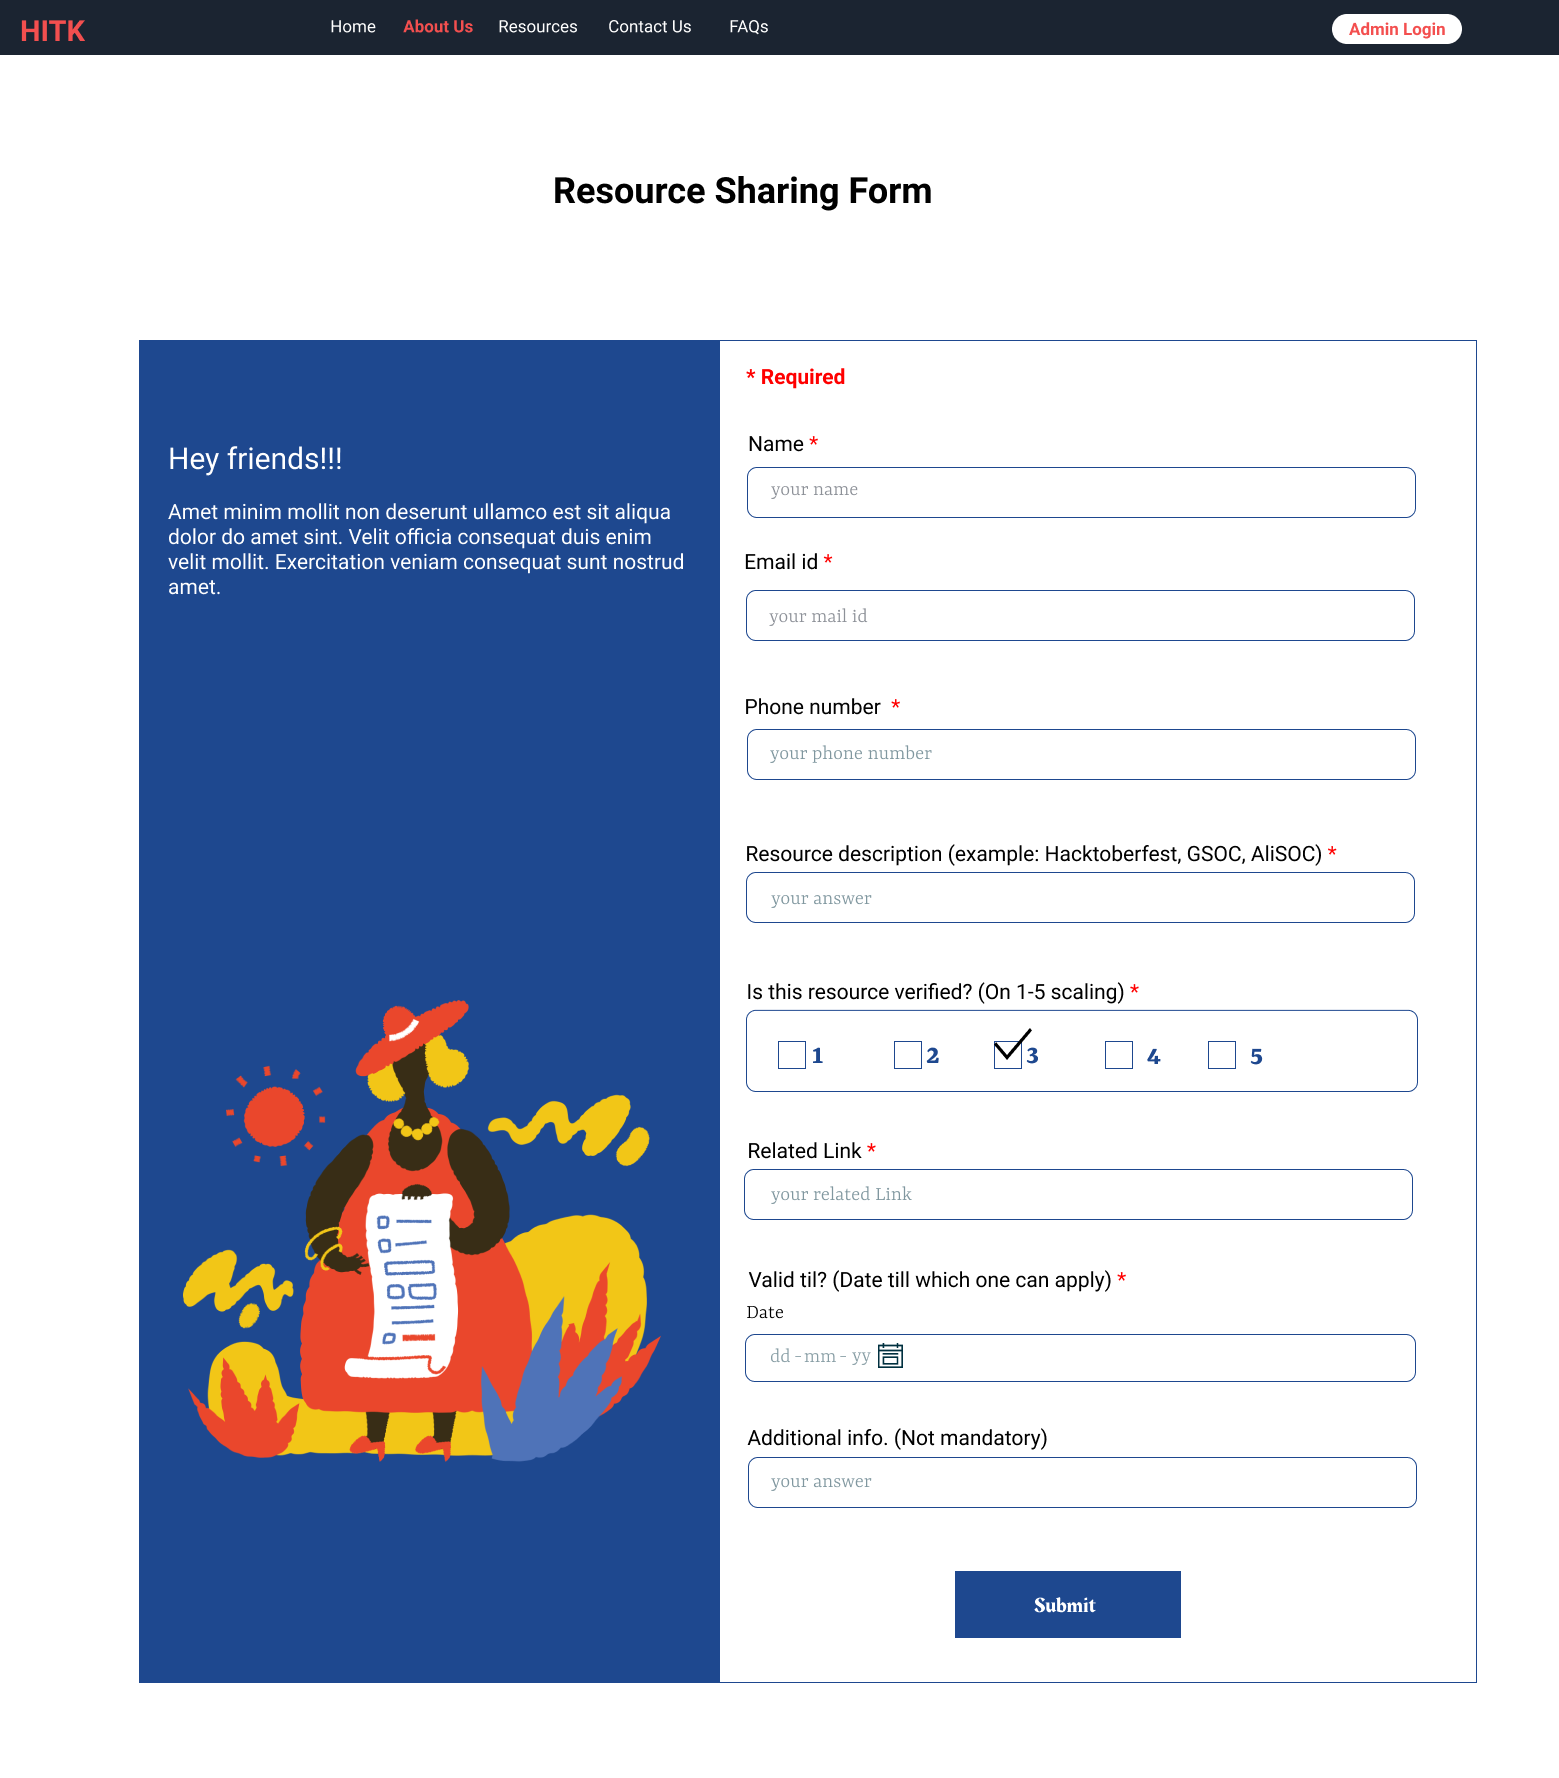 HITK
Home About Us Resources Contact Us FAQs
Admin Login
Resource Sharing Form
Hey friends!!!
Amet minim mollit non deserunt ullamco est sit aliqua
dolor do amet sint. Velit officia consequat duis enim
velit mollit. Exercitation veniam consequat sunt nostrud
amet.
* Required
Name *
your name
Email id *
your mail id
Phone number *
your phone number
Resource description (example: Hacktoberfest, GSOC, AliSOC) *
your answer
Is this resource verified? (On 1-5 scaling) *
1 2 3 4 5
Related Link *
your related Link
Valid til? (Date till which one can apply) *
Date
dd -mm - yy
Additional info. (Not mandatory)
your answer
Submit